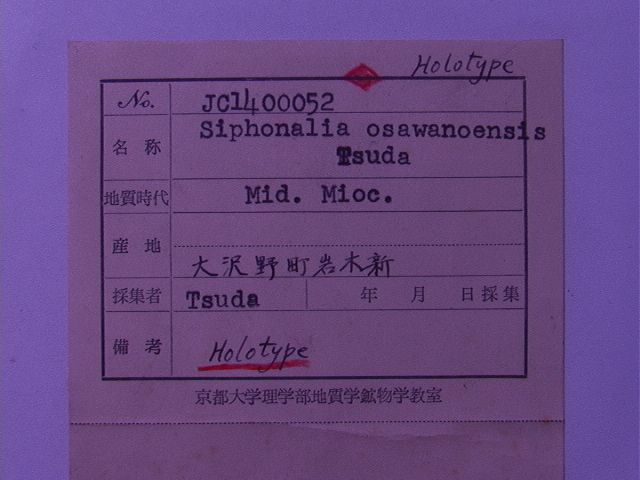 Holotype
No. JC1400052
名称 Siphonalia osawanoensis
Tsuda
地質時代 Mid. Mioc.
産地 大沢野町岩木新
採集者 Tsuda 年 月 日採集
備考 Holotype
京都大学理学部地質学鉱物学教室